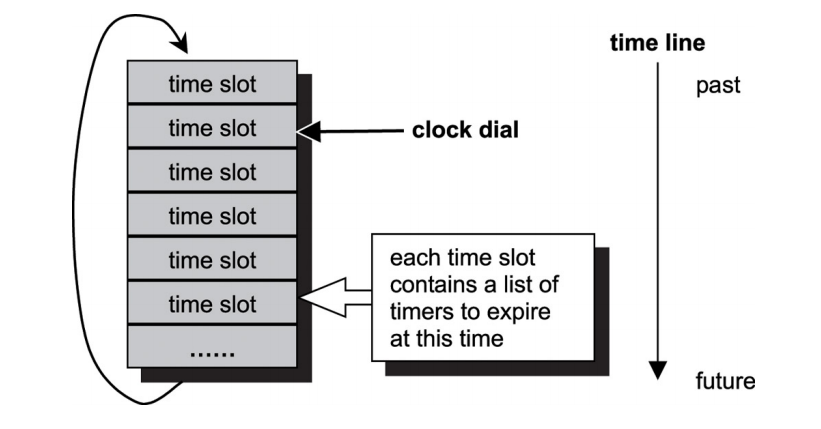 time line
time slot
past
time slot
clock dial
time slot
time slot
time slot
each time slot
contains a list of
timers to expire
at this time
time slot
......
future